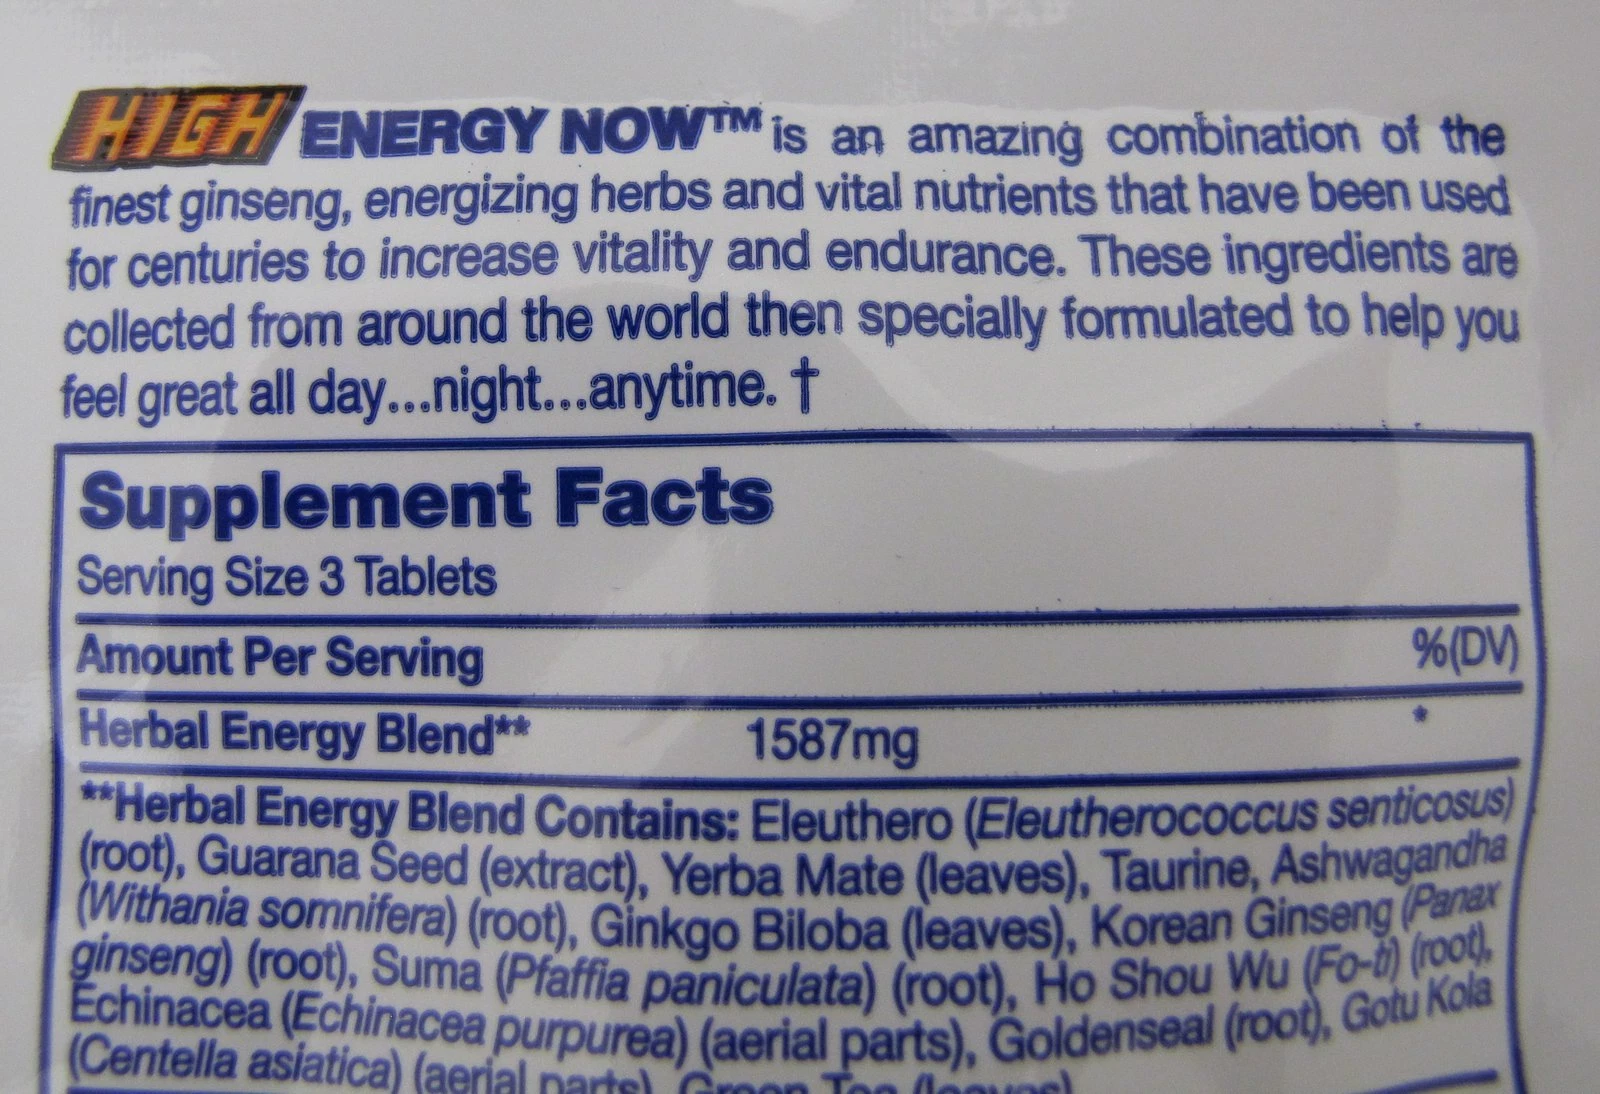 HIGH ENERGY NOW™ is an amazing combination of the
finest ginseng, energizing herbs and vital nutrients that have been used
for centuries to increase vitality and endurance. These ingredients are
collected from around the world then specially formulated to help you
feel great all day...night...anytime. †
Supplement Facts
Serving Size 3 Tablets
Amount Per Serving %(DV)
Herbal Energy Blend** 1587mg *
**Herbal Energy Blend Contains: Eleuthero (Eleutherococcus senticosus)
(root), Guarana Seed (extract), Yerba Mate (leaves), Taurine, Ashwagandha
(Withania somnifera) (root), Ginkgo Biloba (leaves), Korean Ginseng (Panax
ginseng) (root), Suma (Pfaffia paniculata) (root), Ho Shou Wu (Fo-ti) (root),
Echinacea (Echinacea purpurea) (aerial parts), Goldenseal (root), Gotu Kola
(Centella asiatica) (aerial parts), Green Tea (leaves)